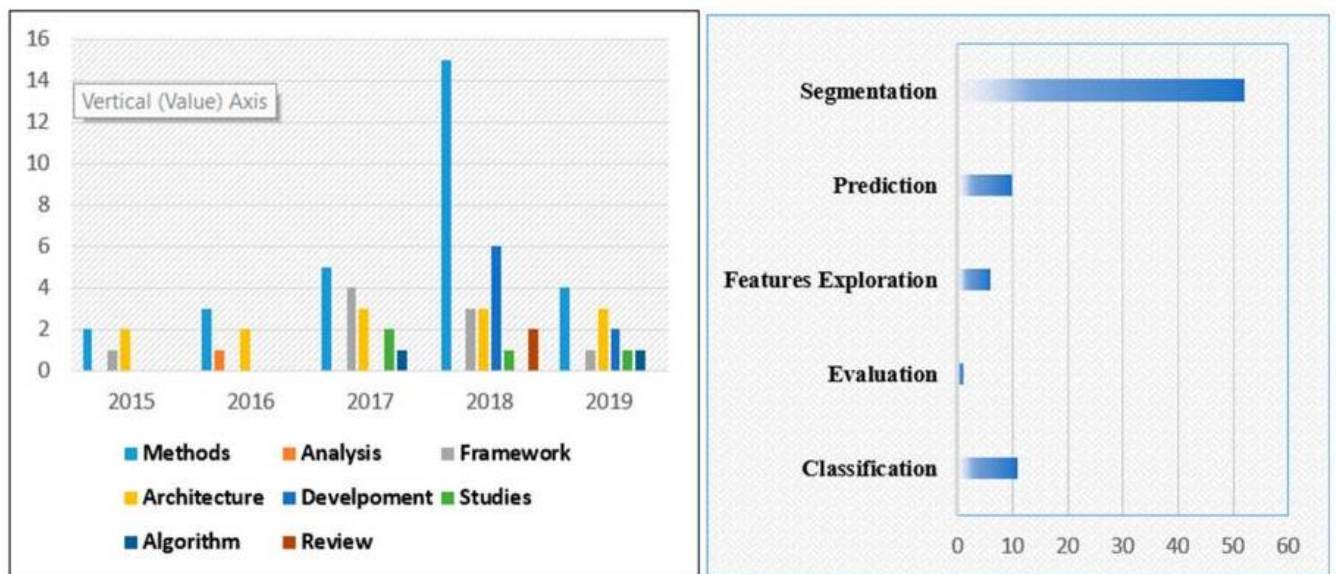 16
14
Vertical (Value) Axis
12
10
8
6
4
2
0
2015 2016 2017 2018 2019
Methods Analysis Framework
Architecture Develpoment Studies
Algorithm Review
Segmentation
Prediction
Features Exploration
Evaluation
Classification
0 10 20 30 40 50 60